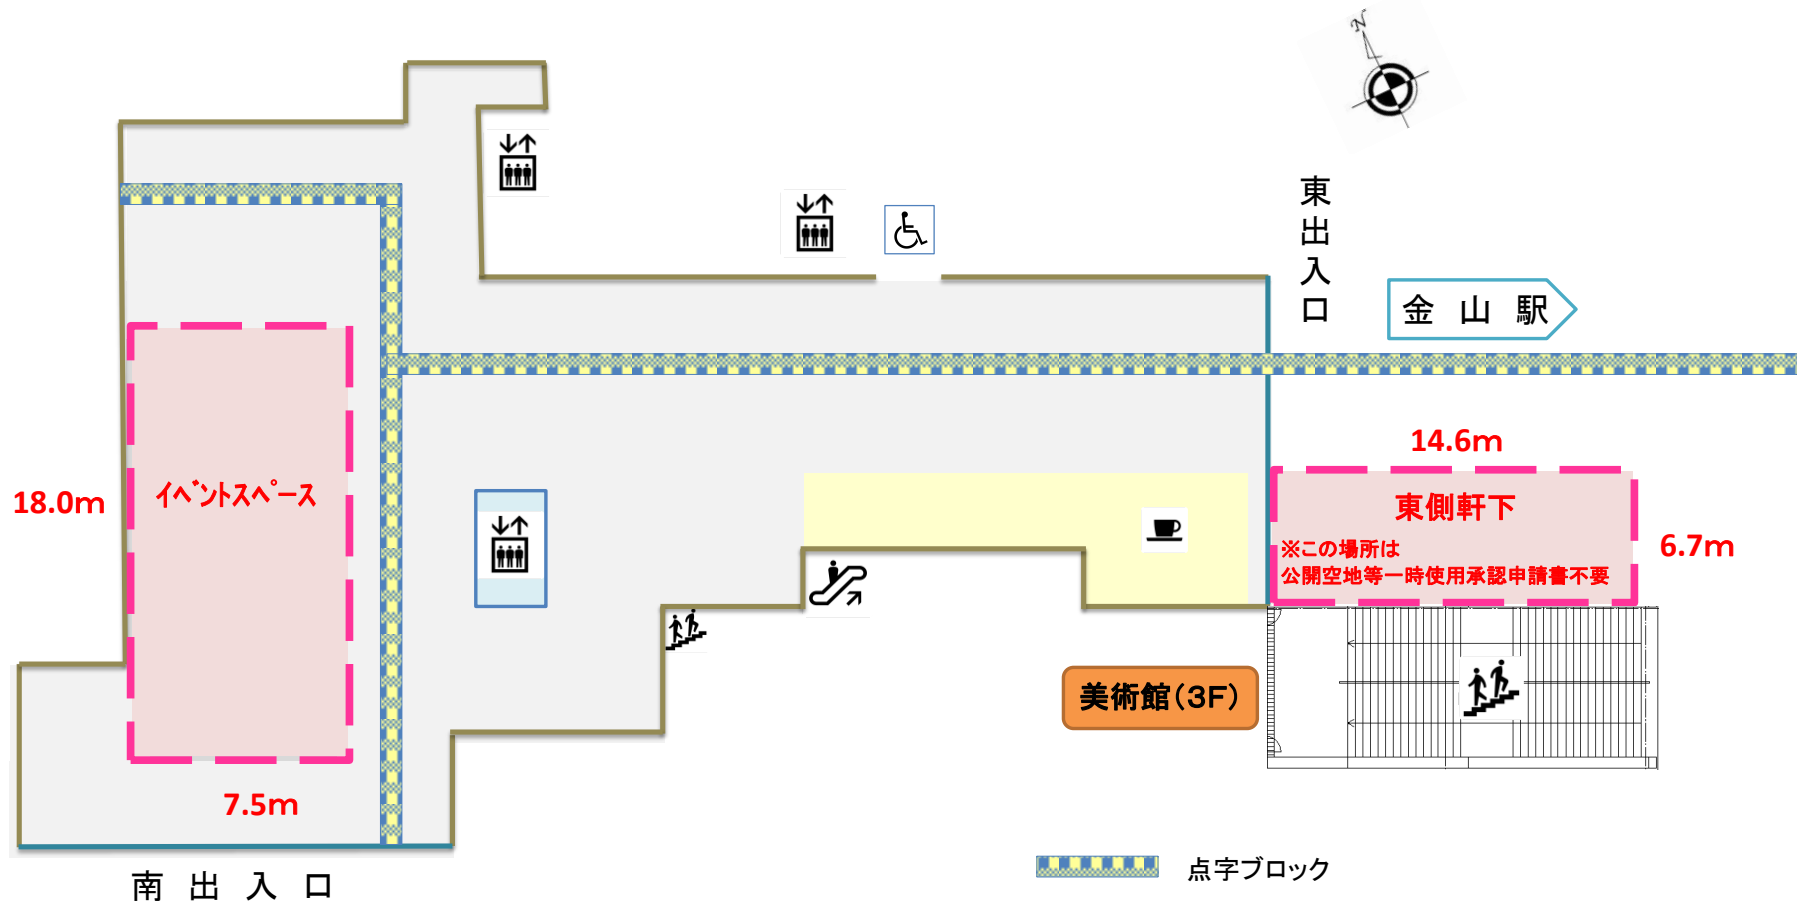 N
東出入口
金山駅
14.6m
18.0m
イベントスペース
東側軒下
6.7m
※この場所は
公開空地等一時使用承認申請書不要
美術館(3F)
7.5m
点字ブロック
南出入口